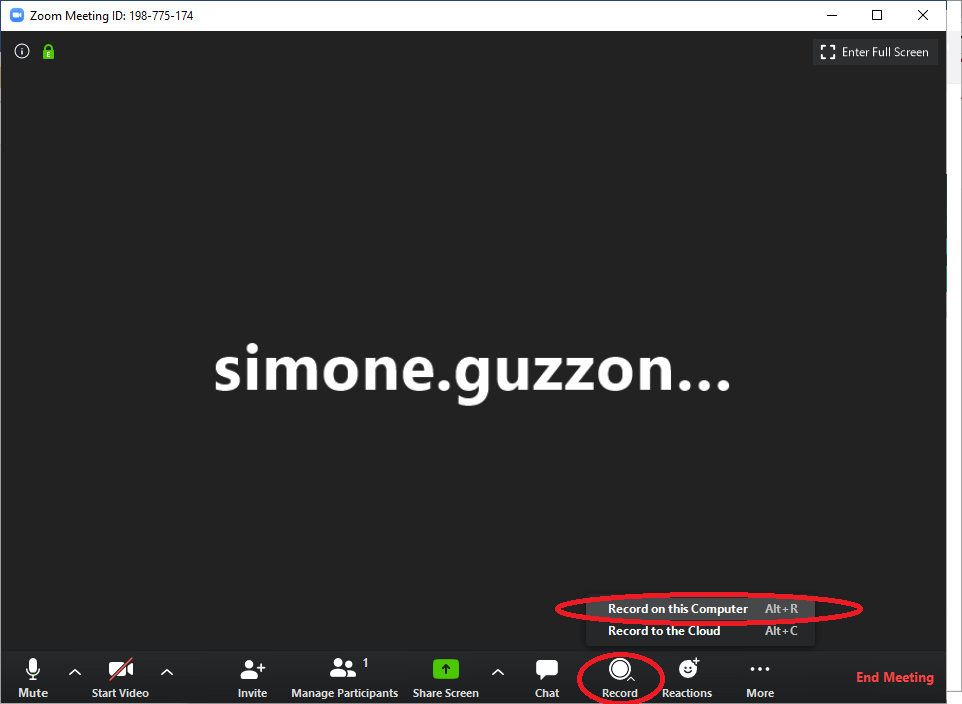 Zoom Meeting ID: 198-775-174
Enter Full Screen
simone.guzzon...
Record on this Computer Alt+R
Record to the Cloud Alt+C
1
Mute Start Video Invite Manage Participants Share Screen Chat Record Reactions More End Meeting